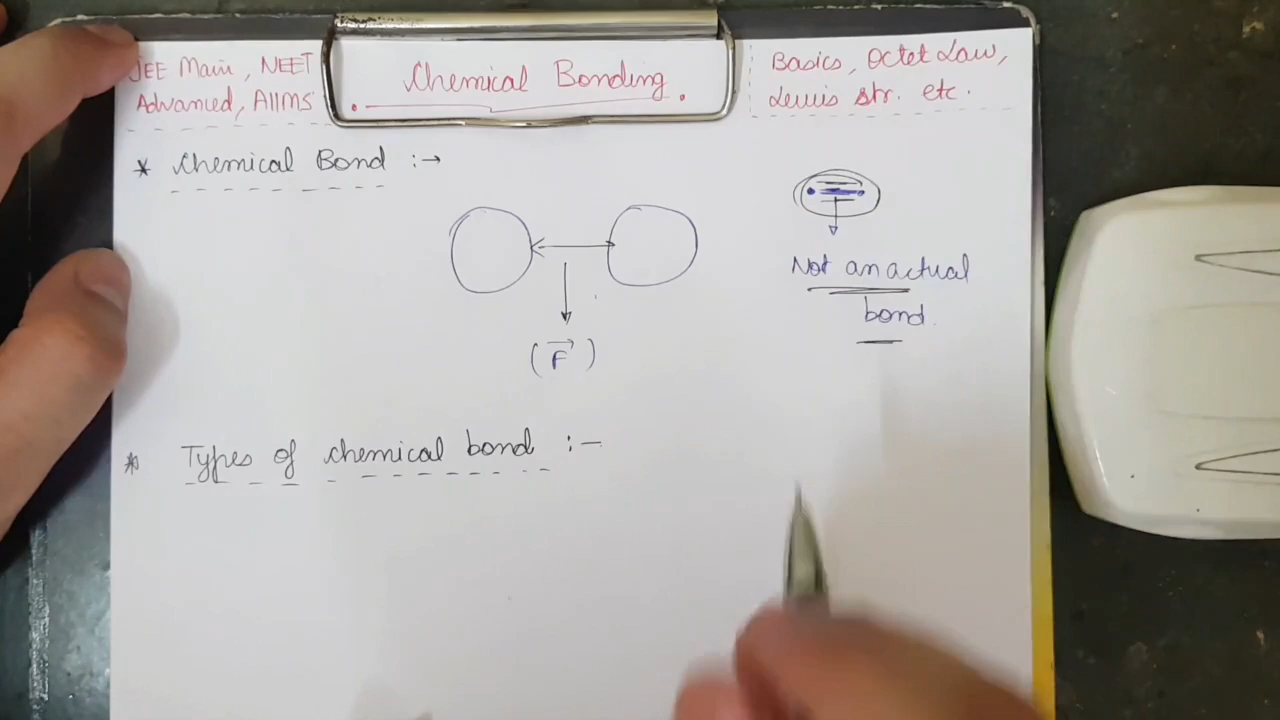 JEE Main, NEET
Advanced, AIIMS
Chemical Bonding
Basics, Octet Law,
Lewis str. etc.
* Chemical Bond :→
Not an actual
bond.
(F)
* Types of chemical bond :—